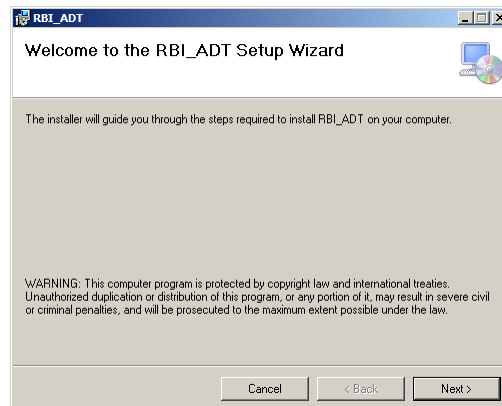 RBI_ADT
Welcome to the RBI_ADT Setup Wizard
The installer will guide you through the steps required to install RBI_ADT on your computer.
WARNING: This computer program is protected by copyright law and international treaties.
Unauthorized duplication or distribution of this program, or any portion of it, may result in severe civil
or criminal penalties, and will be prosecuted to the maximum extent possible under the law.
Cancel
< Back
Next >